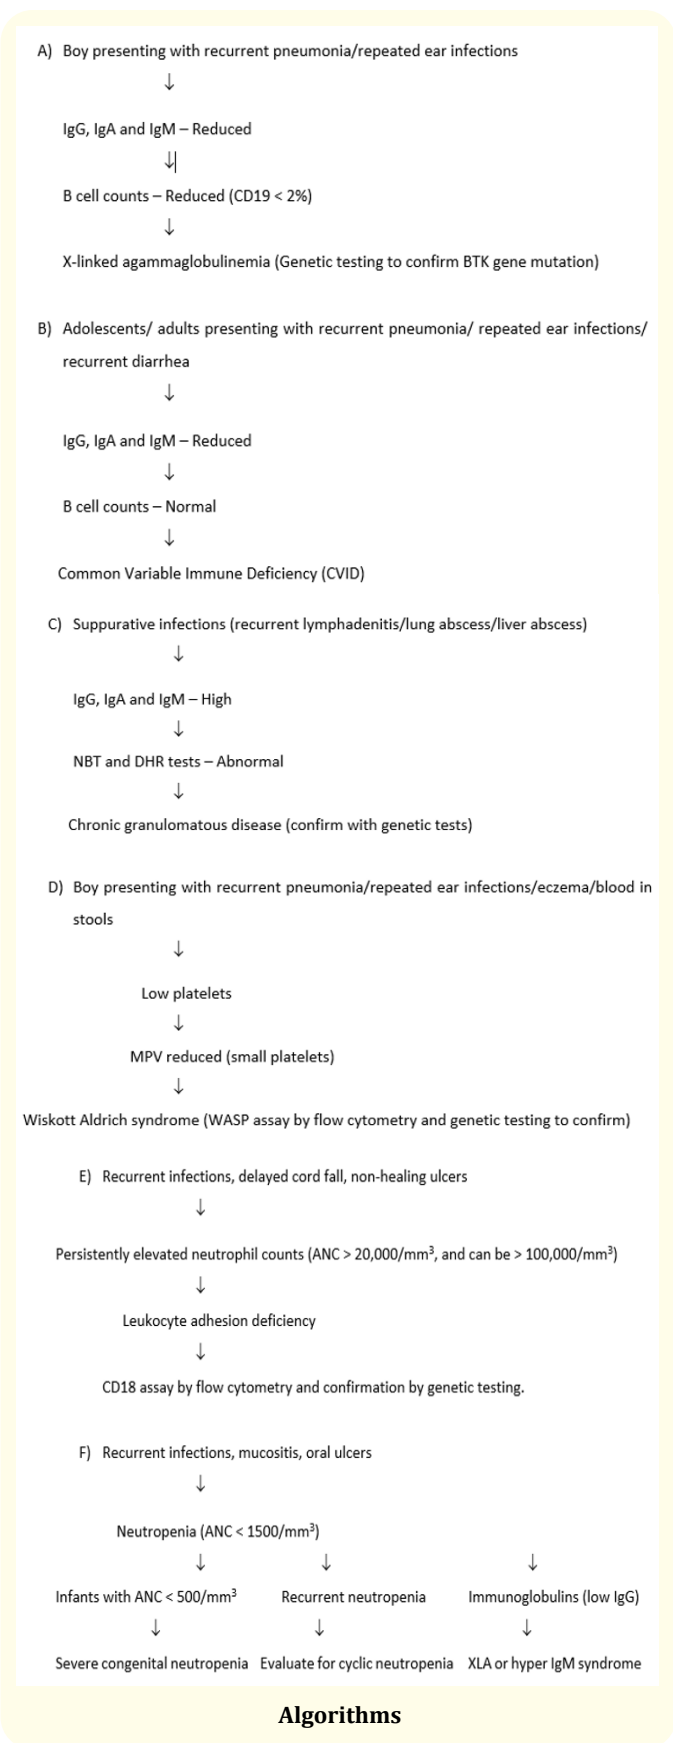 A) Boy presenting with recurrent pneumonia/repeated ear infections
↓
IgG, IgA and IgM – Reduced
↓
B cell counts – Reduced (CD19 < 2%)
↓
X-linked agammaglobulinemia (Genetic testing to confirm BTK gene mutation)
B) Adolescents/ adults presenting with recurrent pneumonia/ repeated ear infections/
recurrent diarrhea
↓
IgG, IgA and IgM – Reduced
↓
B cell counts – Normal
↓
Common Variable Immune Deficiency (CVID)
C) Suppurative infections (recurrent lymphadenitis/lung abscess/liver abscess)
↓
IgG, IgA and IgM – High
↓
NBT and DHR tests – Abnormal
↓
Chronic granulomatous disease (confirm with genetic tests)
D) Boy presenting with recurrent pneumonia/repeated ear infections/eczema/blood in
stools
↓
Low platelets
↓
MPV reduced (small platelets)
↓
Wiskott Aldrich syndrome (WASP assay by flow cytometry and genetic testing to confirm)
E) Recurrent infections, delayed cord fall, non-healing ulcers
↓
Persistently elevated neutrophil counts (ANC > 20,000/mm³, and can be > 100,000/mm³)
↓
Leukocyte adhesion deficiency
↓
CD18 assay by flow cytometry and confirmation by genetic testing.
F) Recurrent infections, mucositis, oral ulcers
↓
Neutropenia (ANC < 1500/mm³)
↓ ↓ ↓
Infants with ANC < 500/mm³ Recurrent neutropenia Immunoglobulins (low IgG)
↓ ↓ ↓
Severe congenital neutropenia Evaluate for cyclic neutropenia XLA or hyper IgM syndrome
Algorithms